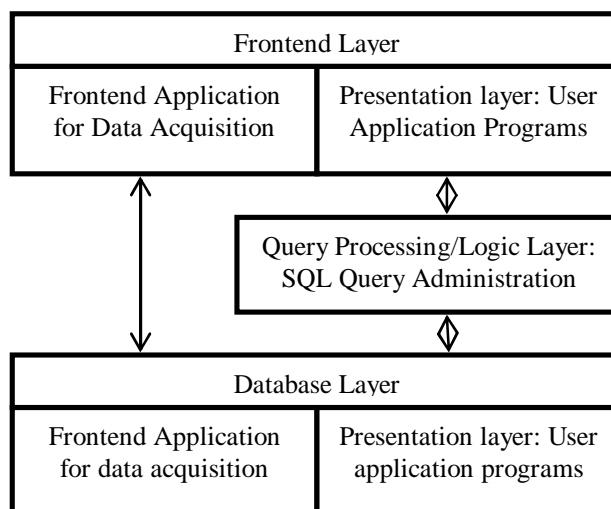 Frontend Layer
Frontend Application
for Data Acquisition
Presentation layer: User
Application Programs
Query Processing/Logic Layer:
SQL Query Administration
Database Layer
Frontend Application
for data acquisition
Presentation layer: User
application programs